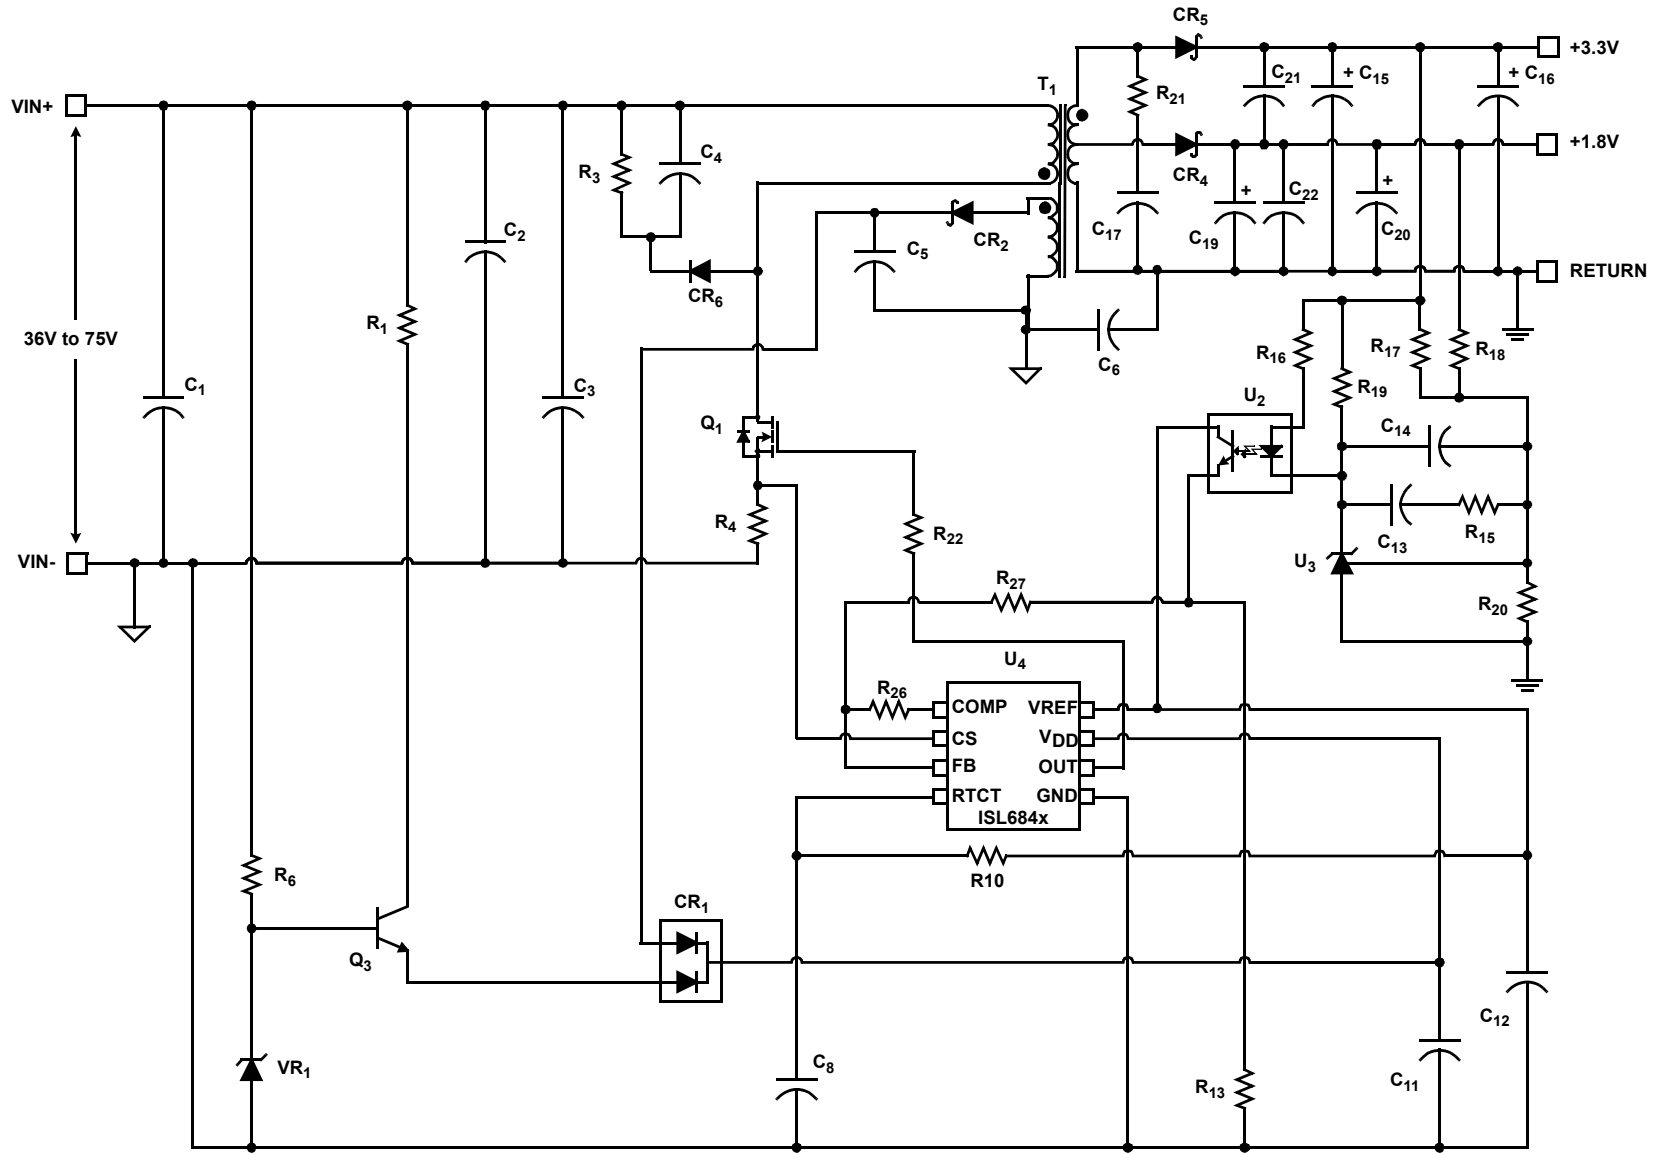 CR5
+3.3V
C21
+ C15
+ C16
T1
R21
VIN+
+1.8V
C4
R3
CR4
C22
+
+
C2
C5
CR2
C17
C19
C20
RETURN
CR6
R1
36V to 75V
C6
R16
R17
R18
C1
C3
R19
U2
Q1
C14
R4
R22
C13
R15
VIN-
U3
R27
R20
U4
R26
COMP
VREF
CS
VDD
FB
OUT
RTCT
GND
ISL684x
R6
R10
CR1
Q3
C12
VR1
C8
R13
C11